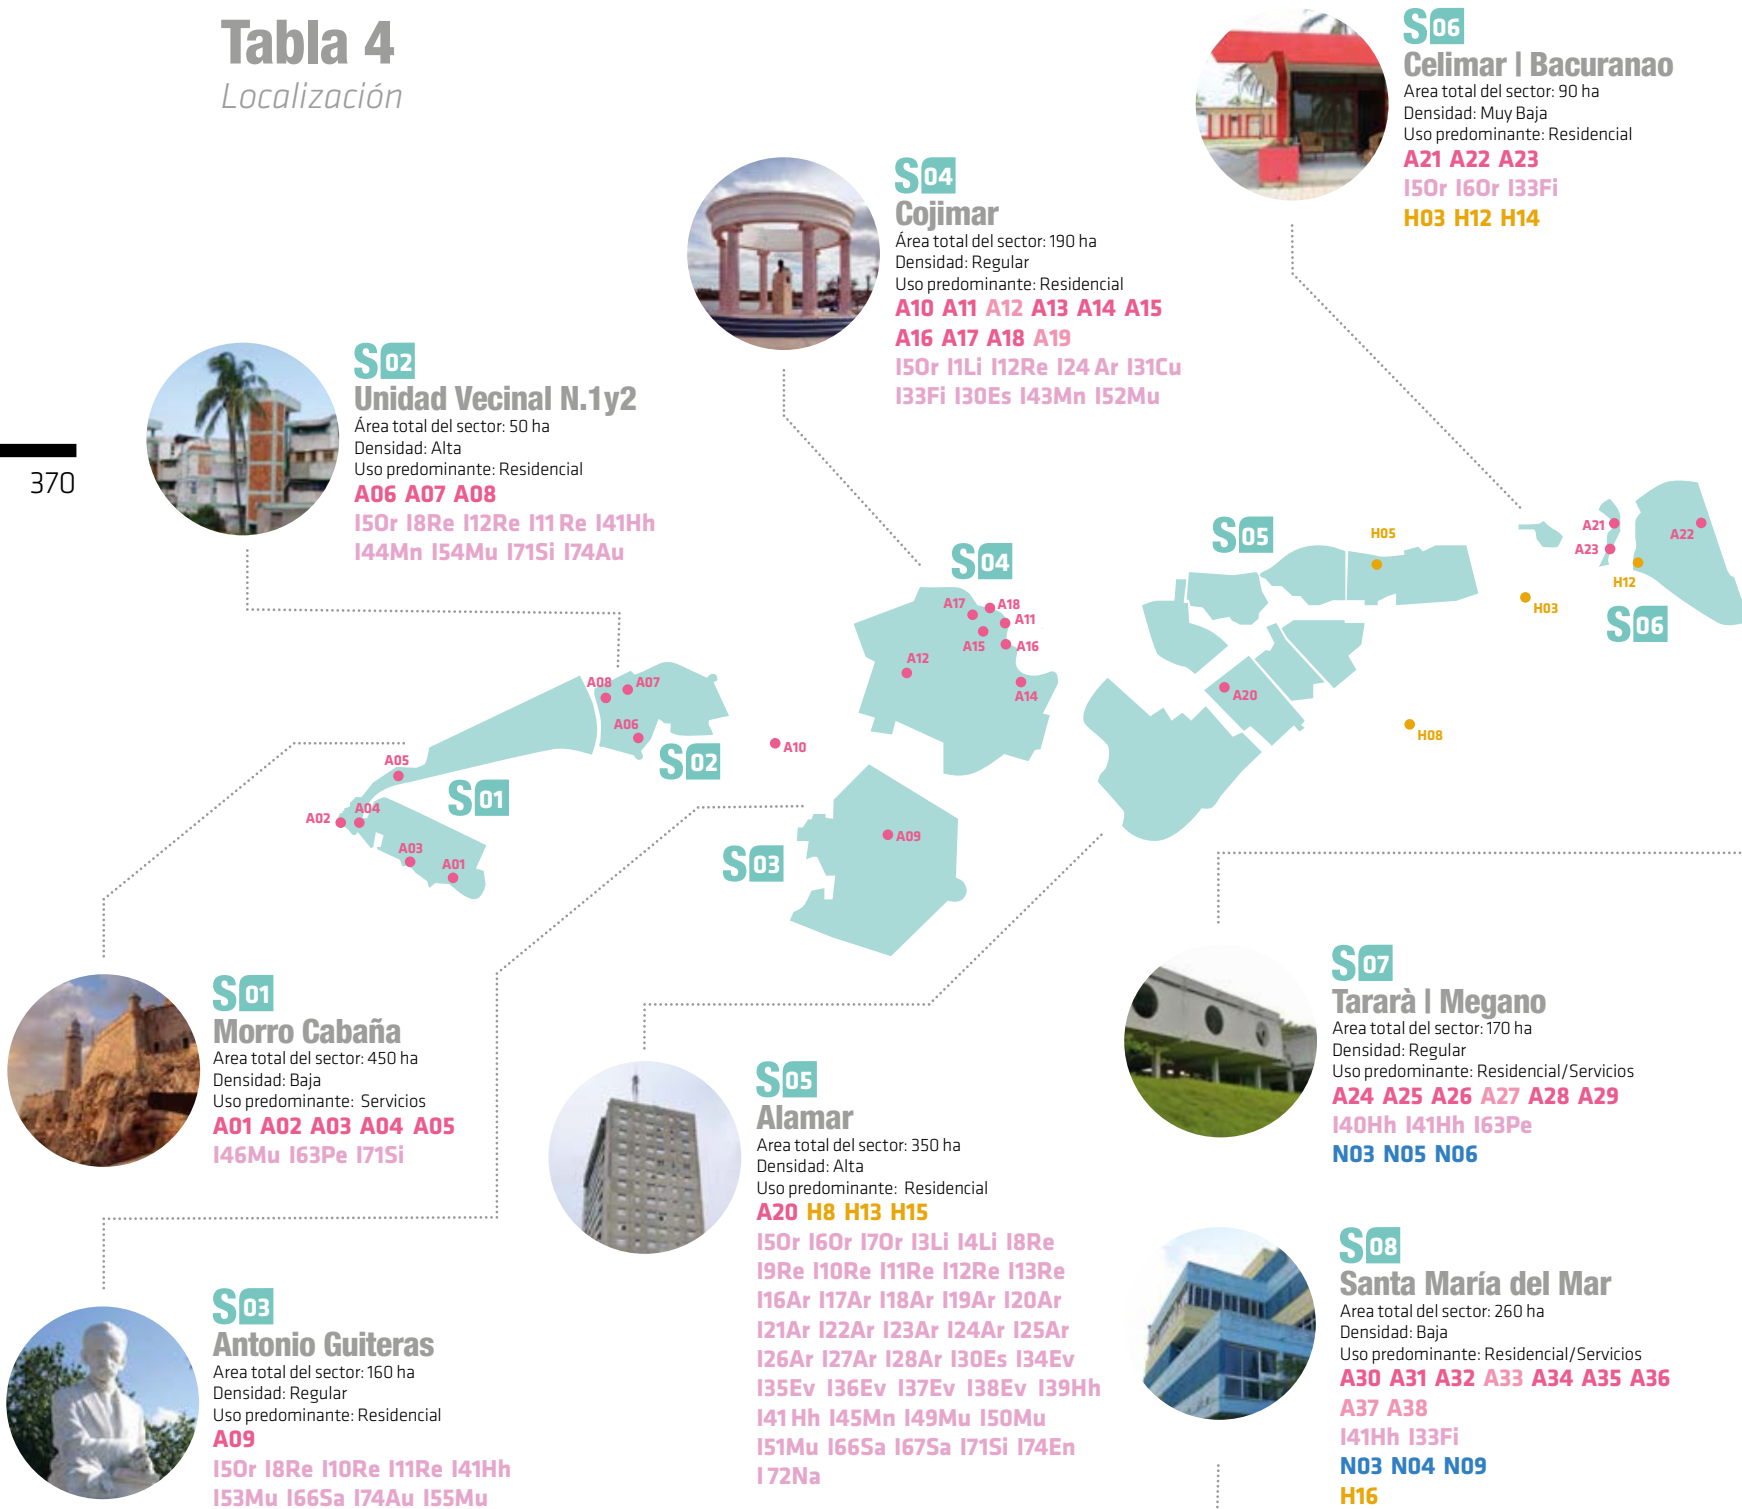 Tabla 4
Localización
370
S06
Celimar | Bacuranao
Area total del sector: 90 ha
Densidad: Muy Baja
Uso predominante: Residencial
A21 A22 A23
I5Or I6Or I33Fi
H03 H12 H14
S04
Cojimar
Área total del sector: 190 ha
Densidad: Regular
Uso predominante: Residencial
A10 A11 A12 A13 A14 A15
A16 A17 A18 A19
I5Or I1Li I12Re I24 Ar I31Cu
I33Fi I30Es I43Mn I52Mu
S02
Unidad Vecinal N.1y2
Área total del sector: 50 ha
Densidad: Alta
Uso predominante: Residencial
A06 A07 A08
I5Or I8Re I12Re I11 Re I41Hh
I44Mn I54Mu I71Si I74Au
S05
H05
A21
A22
A23
H12
H03
S06
S04
A17
A18
A11
A15
A16
A12
A14
A20
H08
A08
A07
A06
S02
A10
A05
S01
A02
A04
A03
A01
A09
S03
S01
Morro Cabaña
Area total del sector: 450 ha
Densidad: Baja
Uso predominante: Servicios
A01 A02 A03 A04 A05
I46Mu I63Pe I71Si
S03
Antonio Guiteras
Area total del sector: 160 ha
Densidad: Regular
Uso predominante: Residencial
A09
I5Or I8Re I10Re I11Re I41Hh
I53Mu I66Sa I74Au I55Mu
S05
Alamar
Area total del sector: 350 ha
Densidad: Alta
Uso predominante: Residencial
A20 H8 H13 H15
I5Or I6Or I7Or I3Li I4Li I8Re
I9Re I10Re I11Re I12Re I13Re
I16Ar I17Ar I18Ar I19Ar I20Ar
I21Ar I22Ar I23Ar I24Ar I25Ar
I26Ar I27Ar I28Ar I30Es I34Ev
I35Ev I36Ev I37Ev I38Ev I39Hh
I41 Hh I45Mn I49Mu I50Mu
I51Mu I66Sa I67Sa I71Si I74En
I 72Na
S07
Tararà | Megano
Area total del sector: 170 ha
Densidad: Regular
Uso predominante: Residencial/Servicios
A24 A25 A26 A27 A28 A29
I40Hh I41Hh I63Pe
N03 N05 N06
S08
Santa María del Mar
Area total del sector: 260 ha
Densidad: Baja
Uso predominante: Residencial/Servicios
A30 A31 A32 A33 A34 A35 A36
A37 A38
I41Hh I33Fi
N03 N04 N09
H16